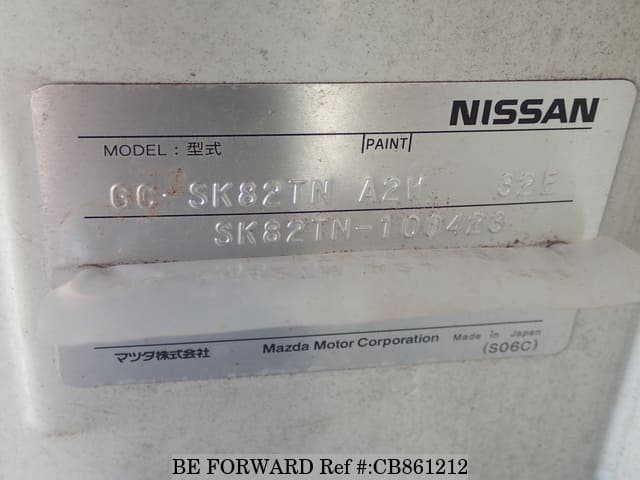 NISSAN
MODEL : 型式 PAINT
GC-SK82TN A2W 32E
SK82TN-100423
マツダ株式会社 Mazda Motor Corporation Made in Japan
(S06C)
BE FORWARD Ref #:CB861212